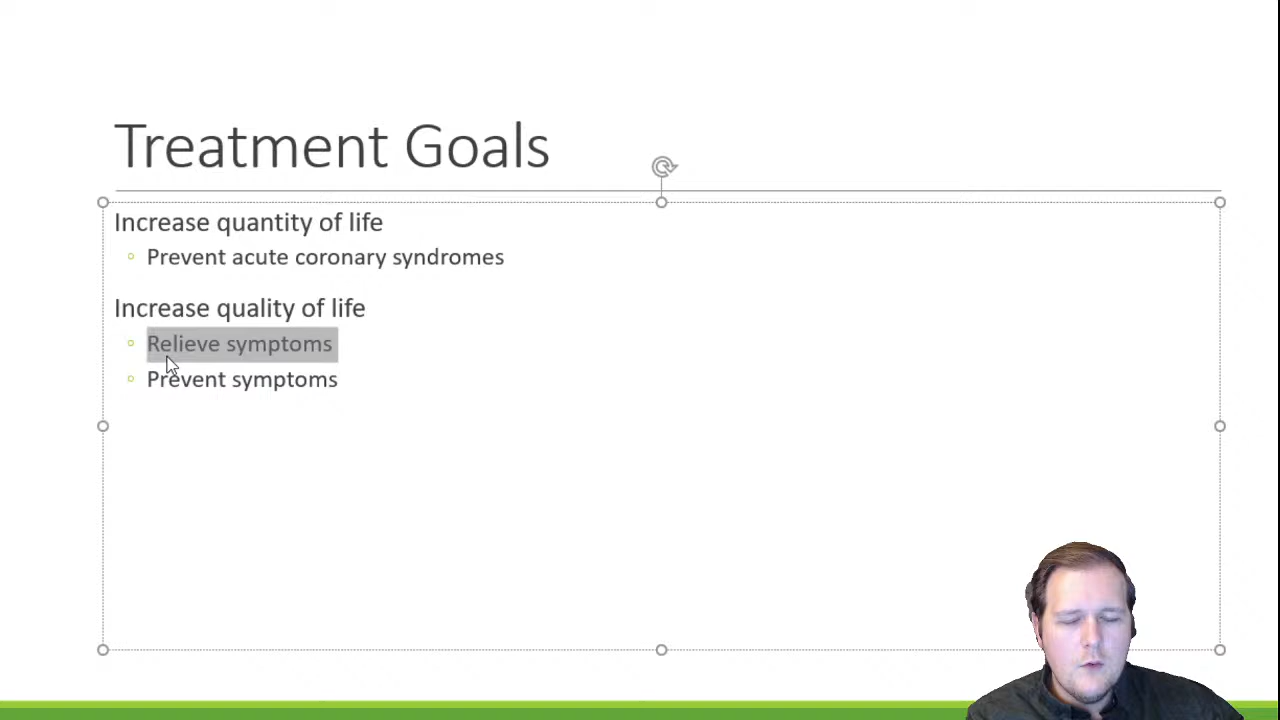 Treatment Goals
Increase quantity of life
Prevent acute coronary syndromes
Increase quality of life
Relieve symptoms
Prevent symptoms